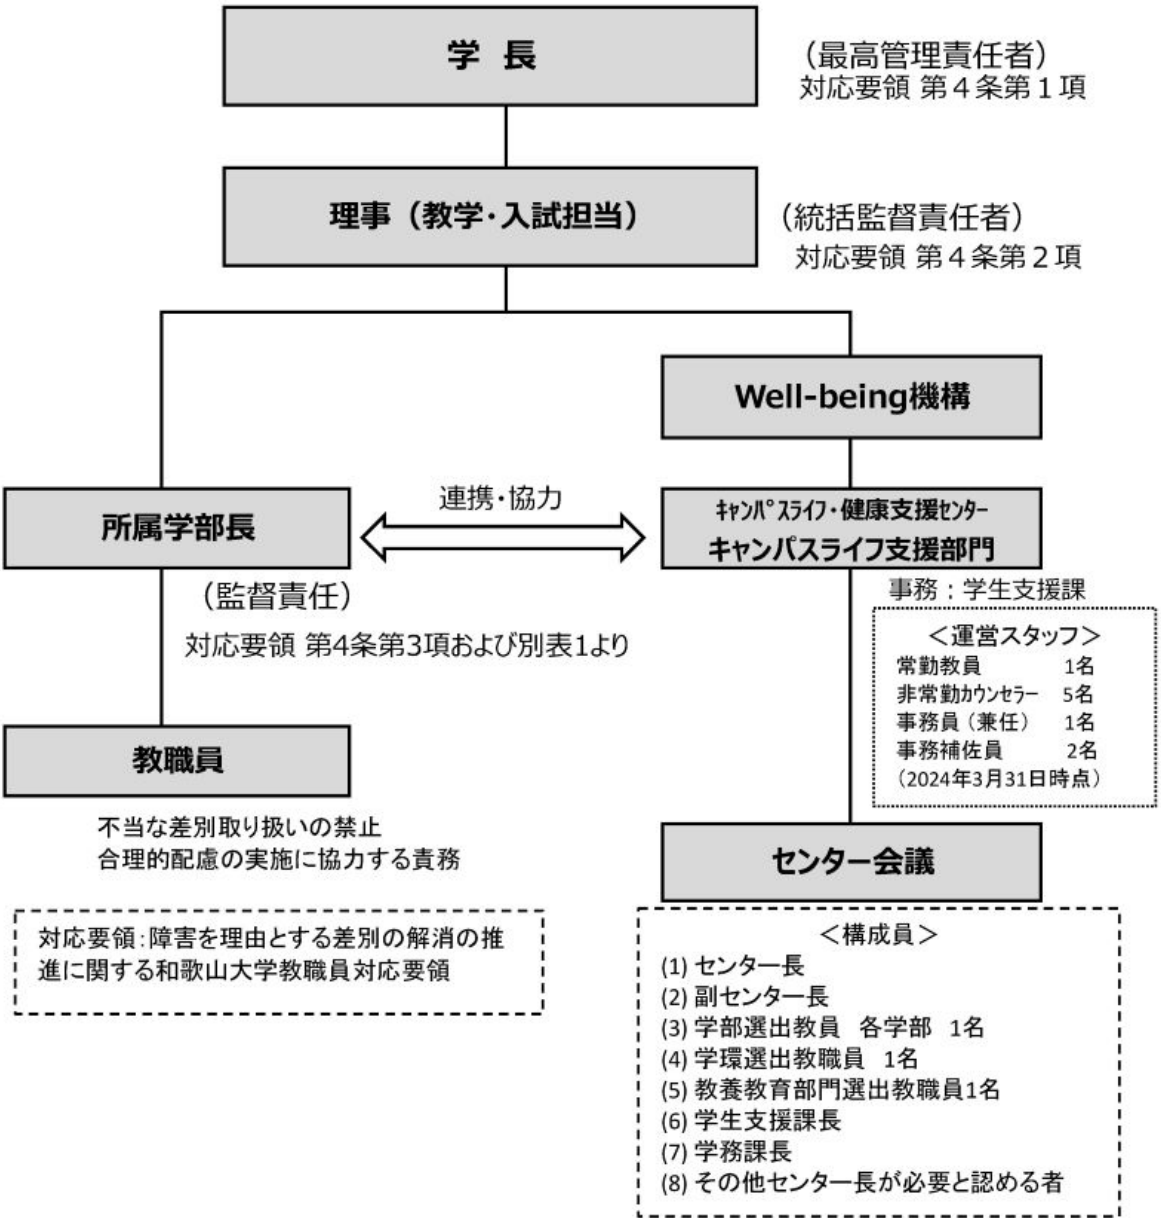 学 長
（最高管理責任者）
対応要領 第４条第１項
理事（教学・入試担当）
（統括監督責任者）
対応要領 第４条第２項
Well-being機構
所属学部長
連携・協力
ｷｬﾝﾊﾟｽﾗｲﾌ・健康支援ｾﾝﾀｰ
キャンパスライフ支援部門
（監督責任）
対応要領 第4条第3項および別表1より
事務：学生支援課
＜運営スタッフ＞
常勤教員 1名
非常勤ｶｳﾝｾﾗｰ 5名
事務員（兼任） 1名
事務補佐員 2名
（2024年3月31日時点）
教職員
不当な差別取り扱いの禁止
合理的配慮の実施に協力する責務
対応要領：障害を理由とする差別の解消の推
進に関する和歌山大学教職員対応要領
センター会議
＜構成員＞
(1) センター長
(2) 副センター長
(3) 学部選出教員 各学部 1名
(4) 学環選出教職員 1名
(5) 教養教育部門選出教職員1名
(6) 学生支援課長
(7) 学務課長
(8) その他センター長が必要と認める者